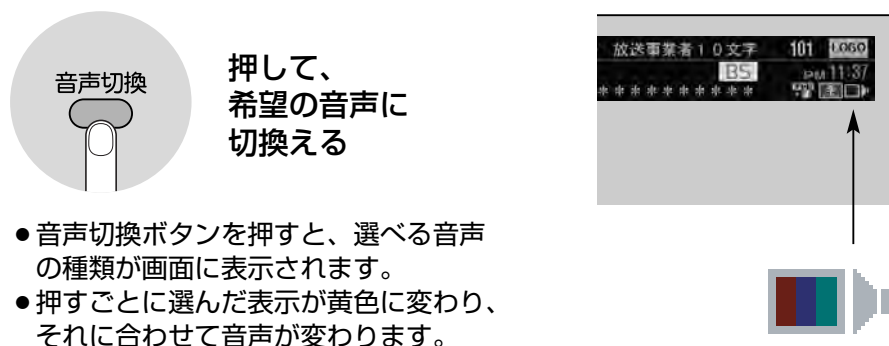 音声切換
押して、
希望の音声に
切換える
●音声切換ボタンを押すと、選べる音声
の種類が画面に表示されます。
●押すごとに選んだ表示が黄色に変わり、
それに合わせて音声が変わります。
放送事業者10文字 101 LOGO
BS PM 11:37
**********